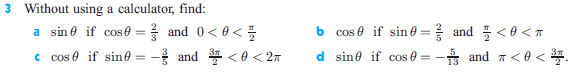 3 Without using a calculator, find:
a sin θ if cos θ = 2/3 and 0 < θ < π/2
b cos θ if sin θ = 2/5 and π/2 < θ < π
c cos θ if sin θ = −3/5 and 3π/2 < θ < 2π
d sin θ if cos θ = −5/13 and π < θ < 3π/2.